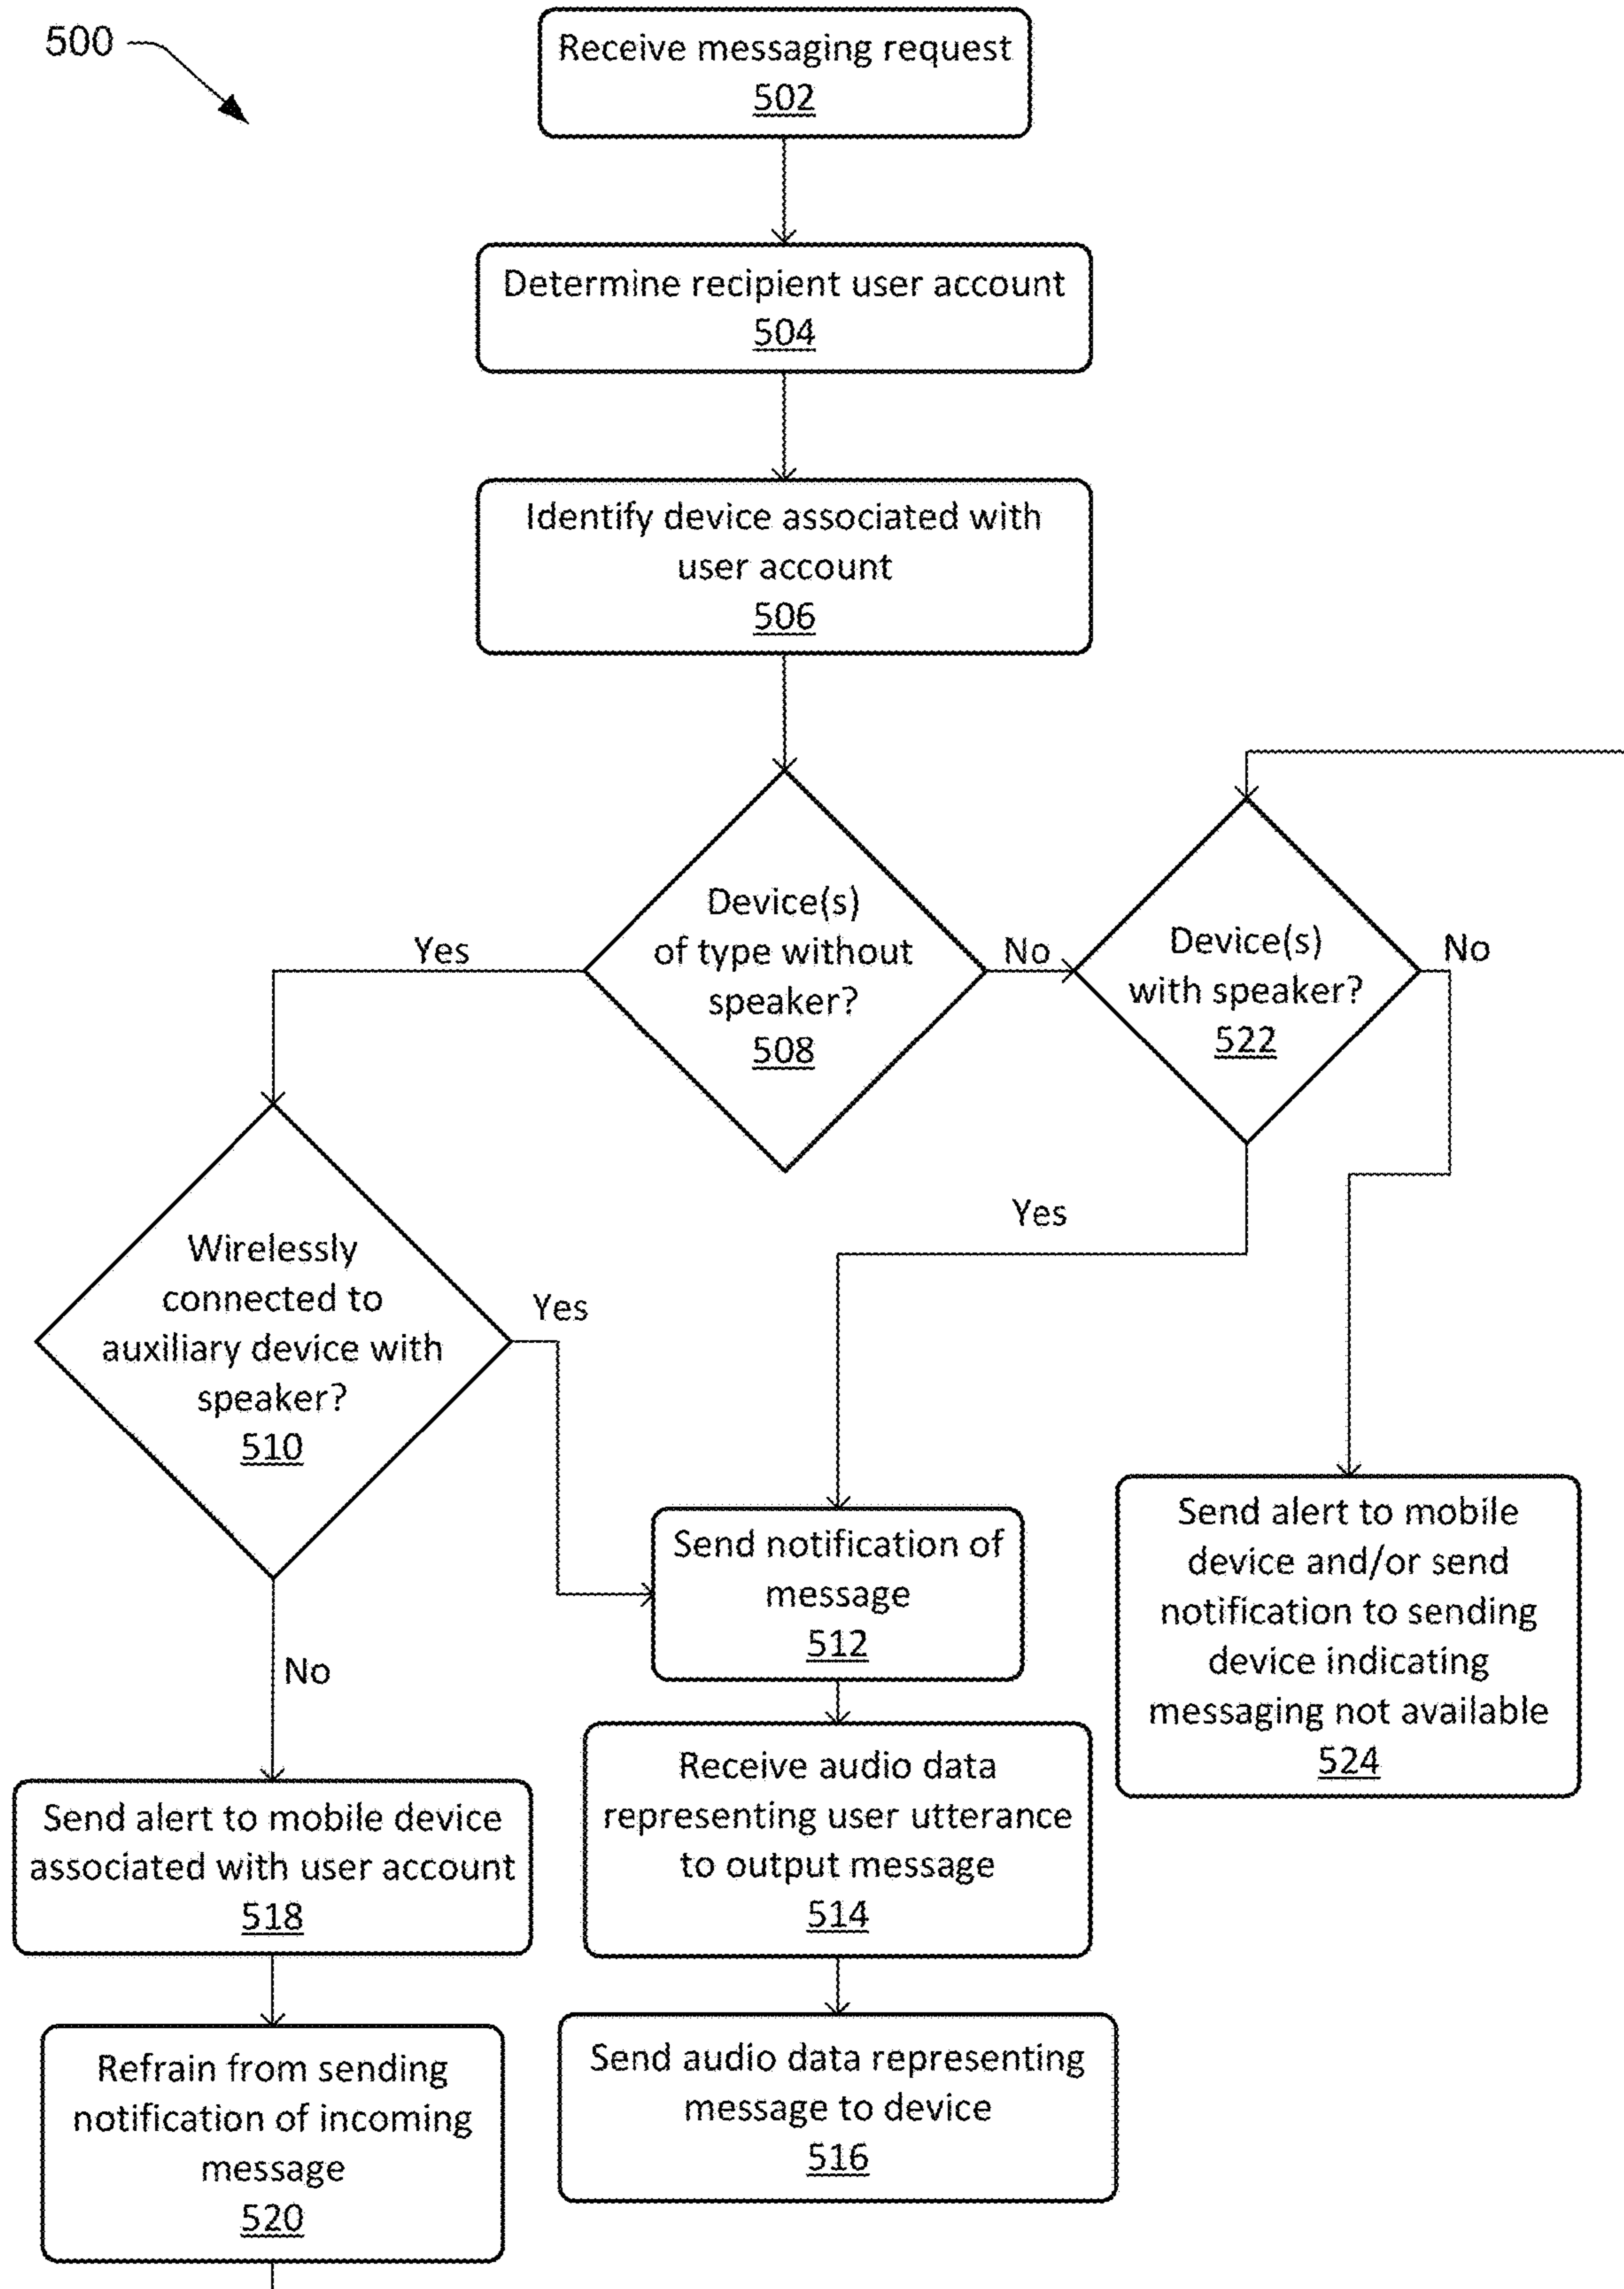 500
Receive messaging request
502
Determine recipient user account
504
Identify device associated with
user account
506
Device(s)
of type without
speaker?
508
Yes
No
Device(s)
with speaker?
522
No
Yes
Wirelessly
connected to
auxiliary device with
speaker?
510
Yes
No
Send notification of
message
512
Send alert to mobile
device and/or send
notification to sending
device indicating
messaging not available
524
Receive audio data
representing user utterance
to output message
514
Send alert to mobile device
associated with user account
518
Send audio data representing
message to device
516
Refrain from sending
notification of incoming
message
520